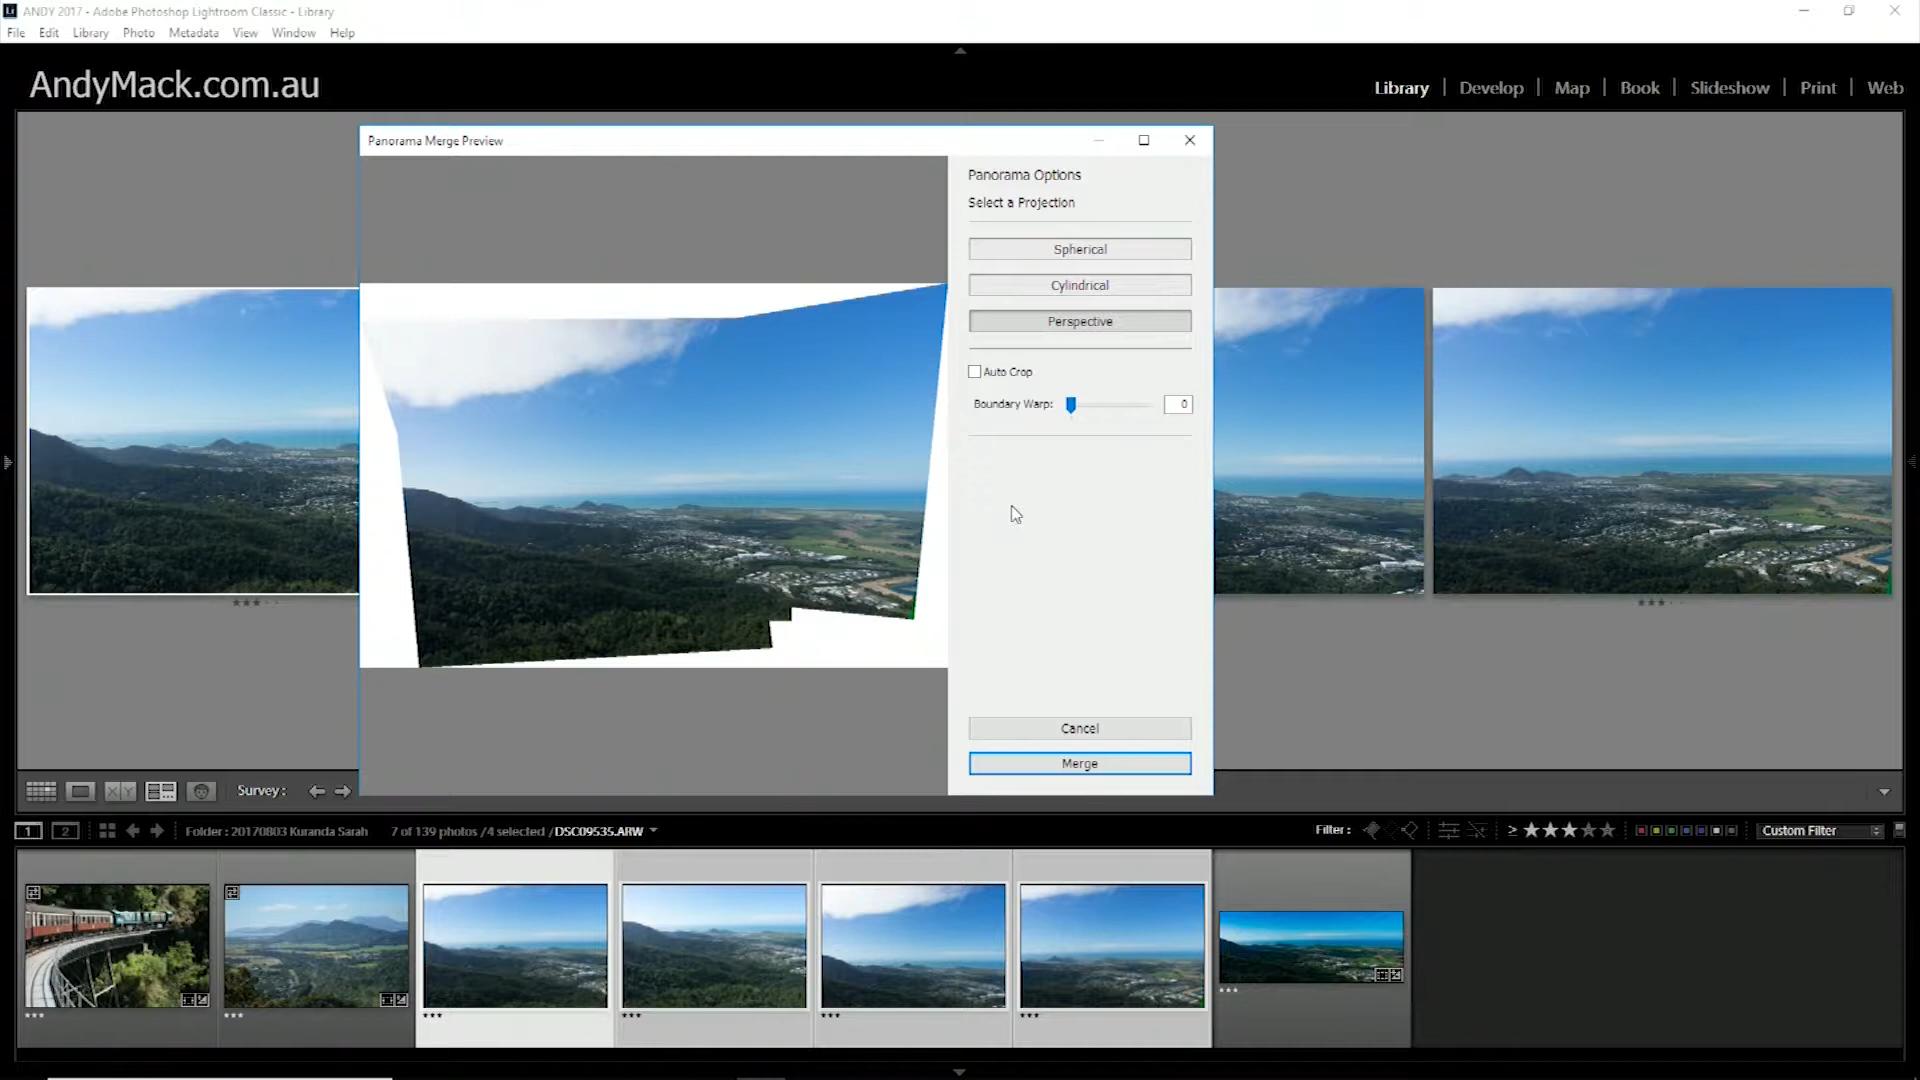 ANDY 2017 - Adobe Photoshop Lightroom Classic - Library
File Edit Library Photo Metadata View Window Help
AndyMack.com.au
Library | Develop | Map | Book | Slideshow | Print | Web
Panorama Merge Preview
Panorama Options
Select a Projection
Spherical
Cylindrical
Perspective
Auto Crop
Boundary Warp: 0
Cancel
Merge
Survey :
1 2 Folder : 20170803 Kuranda Sarah 7 of 139 photos /4 selected /DSC09535.ARW Filter : ≥ ★★★★★ Custom Filter